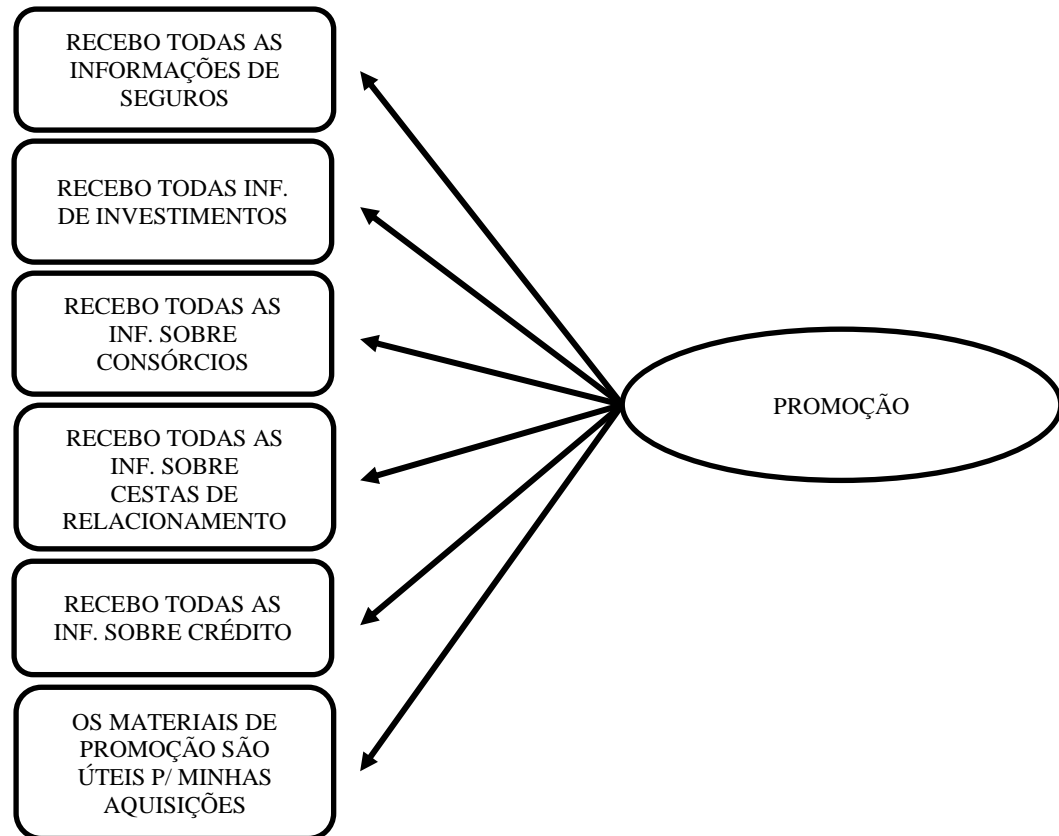 RECEBO TODAS AS
INFORMAÇÕES DE
SEGUROS
RECEBO TODAS INF.
DE INVESTIMENTOS
RECEBO TODAS AS
INF. SOBRE
CONSÓRCIOS
RECEBO TODAS AS
INF. SOBRE
CESTAS DE
RELACIONAMENTO
RECEBO TODAS AS
INF. SOBRE CRÉDITO
OS MATERIAIS DE
PROMOÇÃO SÃO
ÚTEIS P/ MINHAS
AQUISIÇÕES
PROMOÇÃO